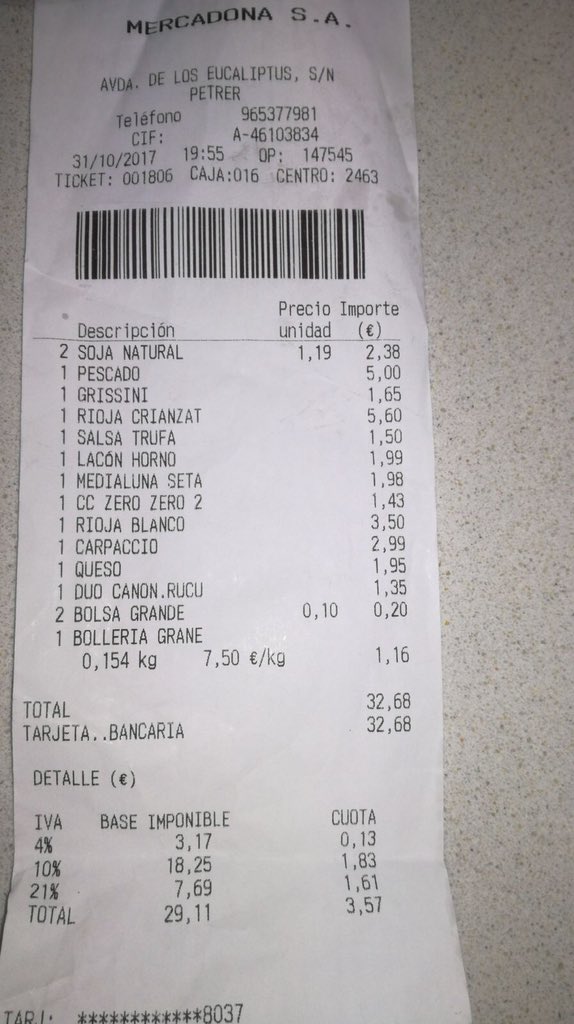 MERCADONA S.A.
AVDA. DE LOS EUCALIPTUS, S/N
PETRER
Teléfono 965377981
CIF: A-46103834
31/10/2017 19:55 OP: 147545
TICKET: 001806 CAJA:016 CENTRO: 2463
Precio Importe
Descripción unidad (€)
2 SOJA NATURAL 1,19 2,38
1 PESCADO 5,00
1 GRISSINI 1,65
1 RIOJA CRIANZAT 5,60
1 SALSA TRUFA 1,50
1 LACÓN HORNO 1,99
1 MEDIALUNA SETA 1,98
1 CC ZERO ZERO 2 1,43
1 RIOJA BLANCO 3,50
1 CARPACCIO 2,99
1 QUESO 1,95
1 DUO CANON.RUCU 1,35
2 BOLSA GRANDE 0,10 0,20
1 BOLLERIA GRANE
0,154 kg 7,50 €/kg 1,16
TOTAL 32,68
TARJETA..BANCARIA 32,68
DETALLE (€)
IVA BASE IMPONIBLE CUOTA
4% 3,17 0,13
10% 18,25 1,83
21% 7,69 1,61
TOTAL 29,11 3,57
TARJ: ************8037